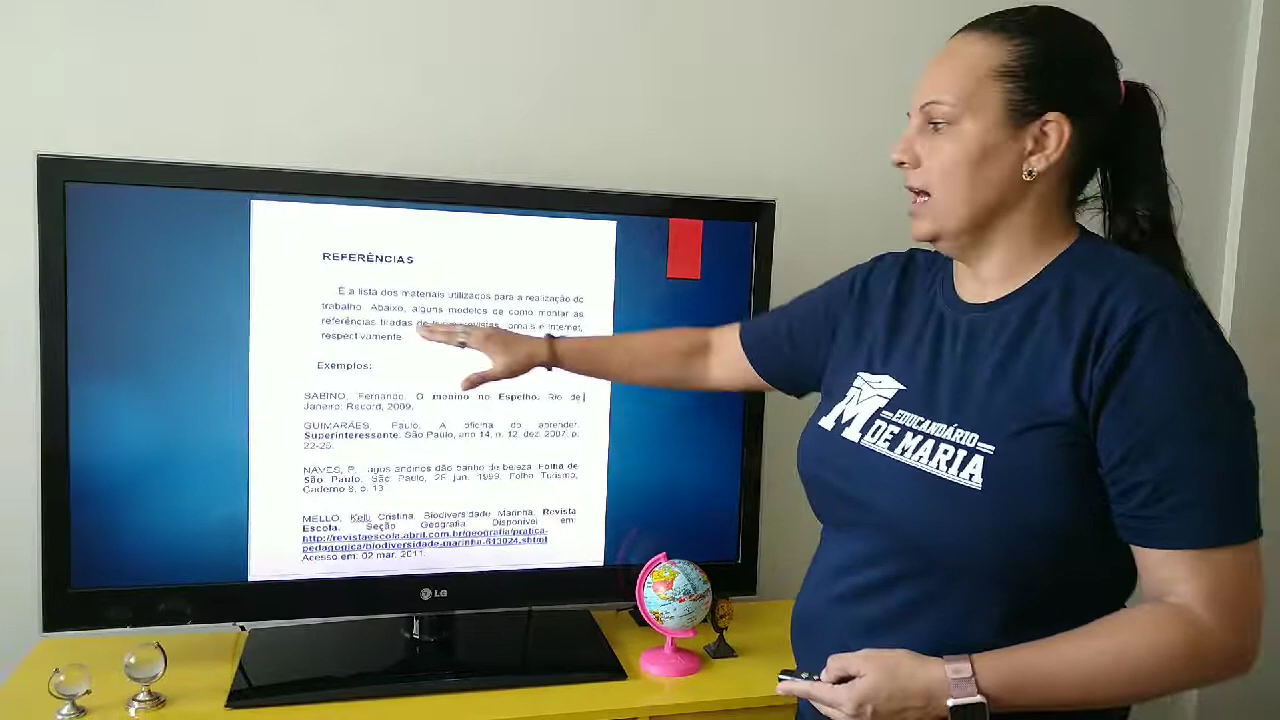 REFERÊNCIAS
É a lista dos materiais utilizados para a realização do
trabalho. Abaixo, alguns modelos de como montar as
referências tiradas de jornais e Internet,
respectivamente.
Exemplos:
SABINO, Fernando. O menino no Espelho. Rio de
Janeiro: Record, 2009.
GUIMARÃES, Paulo. A oficina do aprender.
Superinteressante. São Paulo, ano 14, n. 12, dez. 2007, p.
22-25.
NAVES, P. Lagos andinos dão banho de beleza. Folha de
São Paulo. São Paulo, 28 jun. 1999. Folha Turismo,
Caderno 8, p. 13.
MELLO, Kelli Cristina. Biodiversidade Marinha. Revista
Escola. Seção Geografia. Disponível em:
http://revistaescola.abril.com.br/geografia/pratica-
pedagogica/biodiversidade-marinha-613024.shtml
Acesso em: 02 mar. 2011.
LG
EDUCANDÁRIO
M DE MARIA